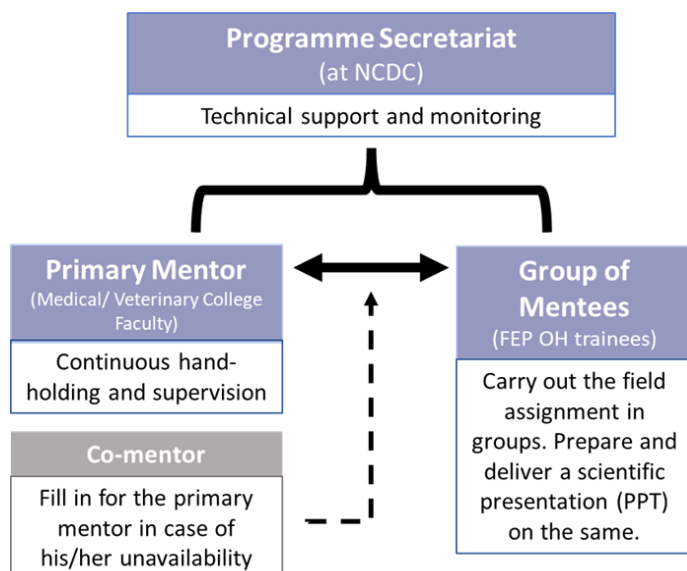 Programme Secretariat
(at NCDC)
Technical support and monitoring
Primary Mentor
(Medical/ Veterinary College
Faculty)
Continuous hand-
holding and supervision
Co-mentor
Fill in for the primary
mentor in case of
his/her unavailability
Group of
Mentees
(FEP OH trainees)
Carry out the field
assignment in
groups. Prepare and
deliver a scientific
presentation (PPT)
on the same.